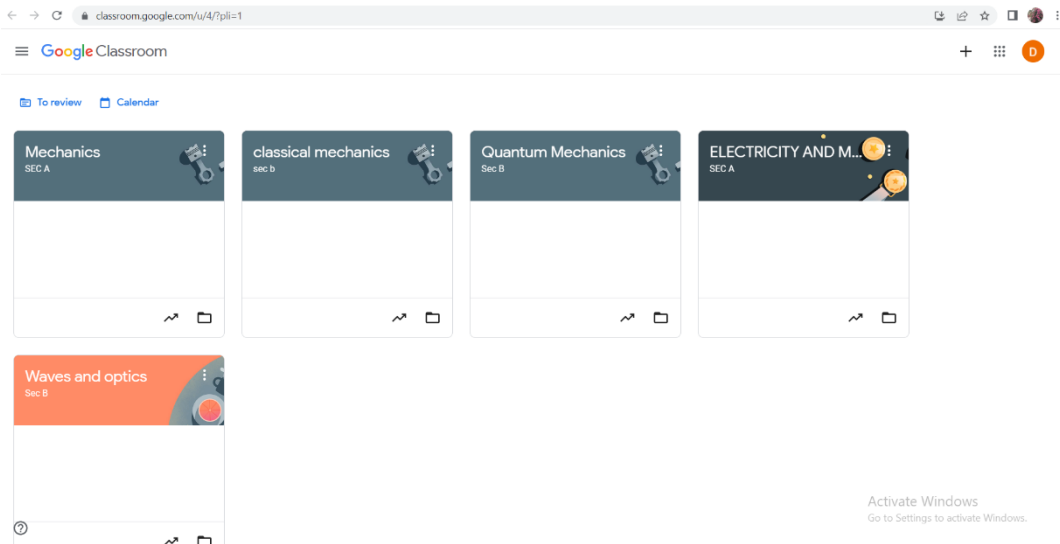 classroom.google.com/u/4/?pli=1
Google Classroom
D
To review
Calendar
Mechanics
SEC A
classical mechanics
sec b
Quantum Mechanics
Sec B
ELECTRICITY AND M...
SEC A
Waves and optics
Sec B
Activate Windows
Go to Settings to activate Windows.